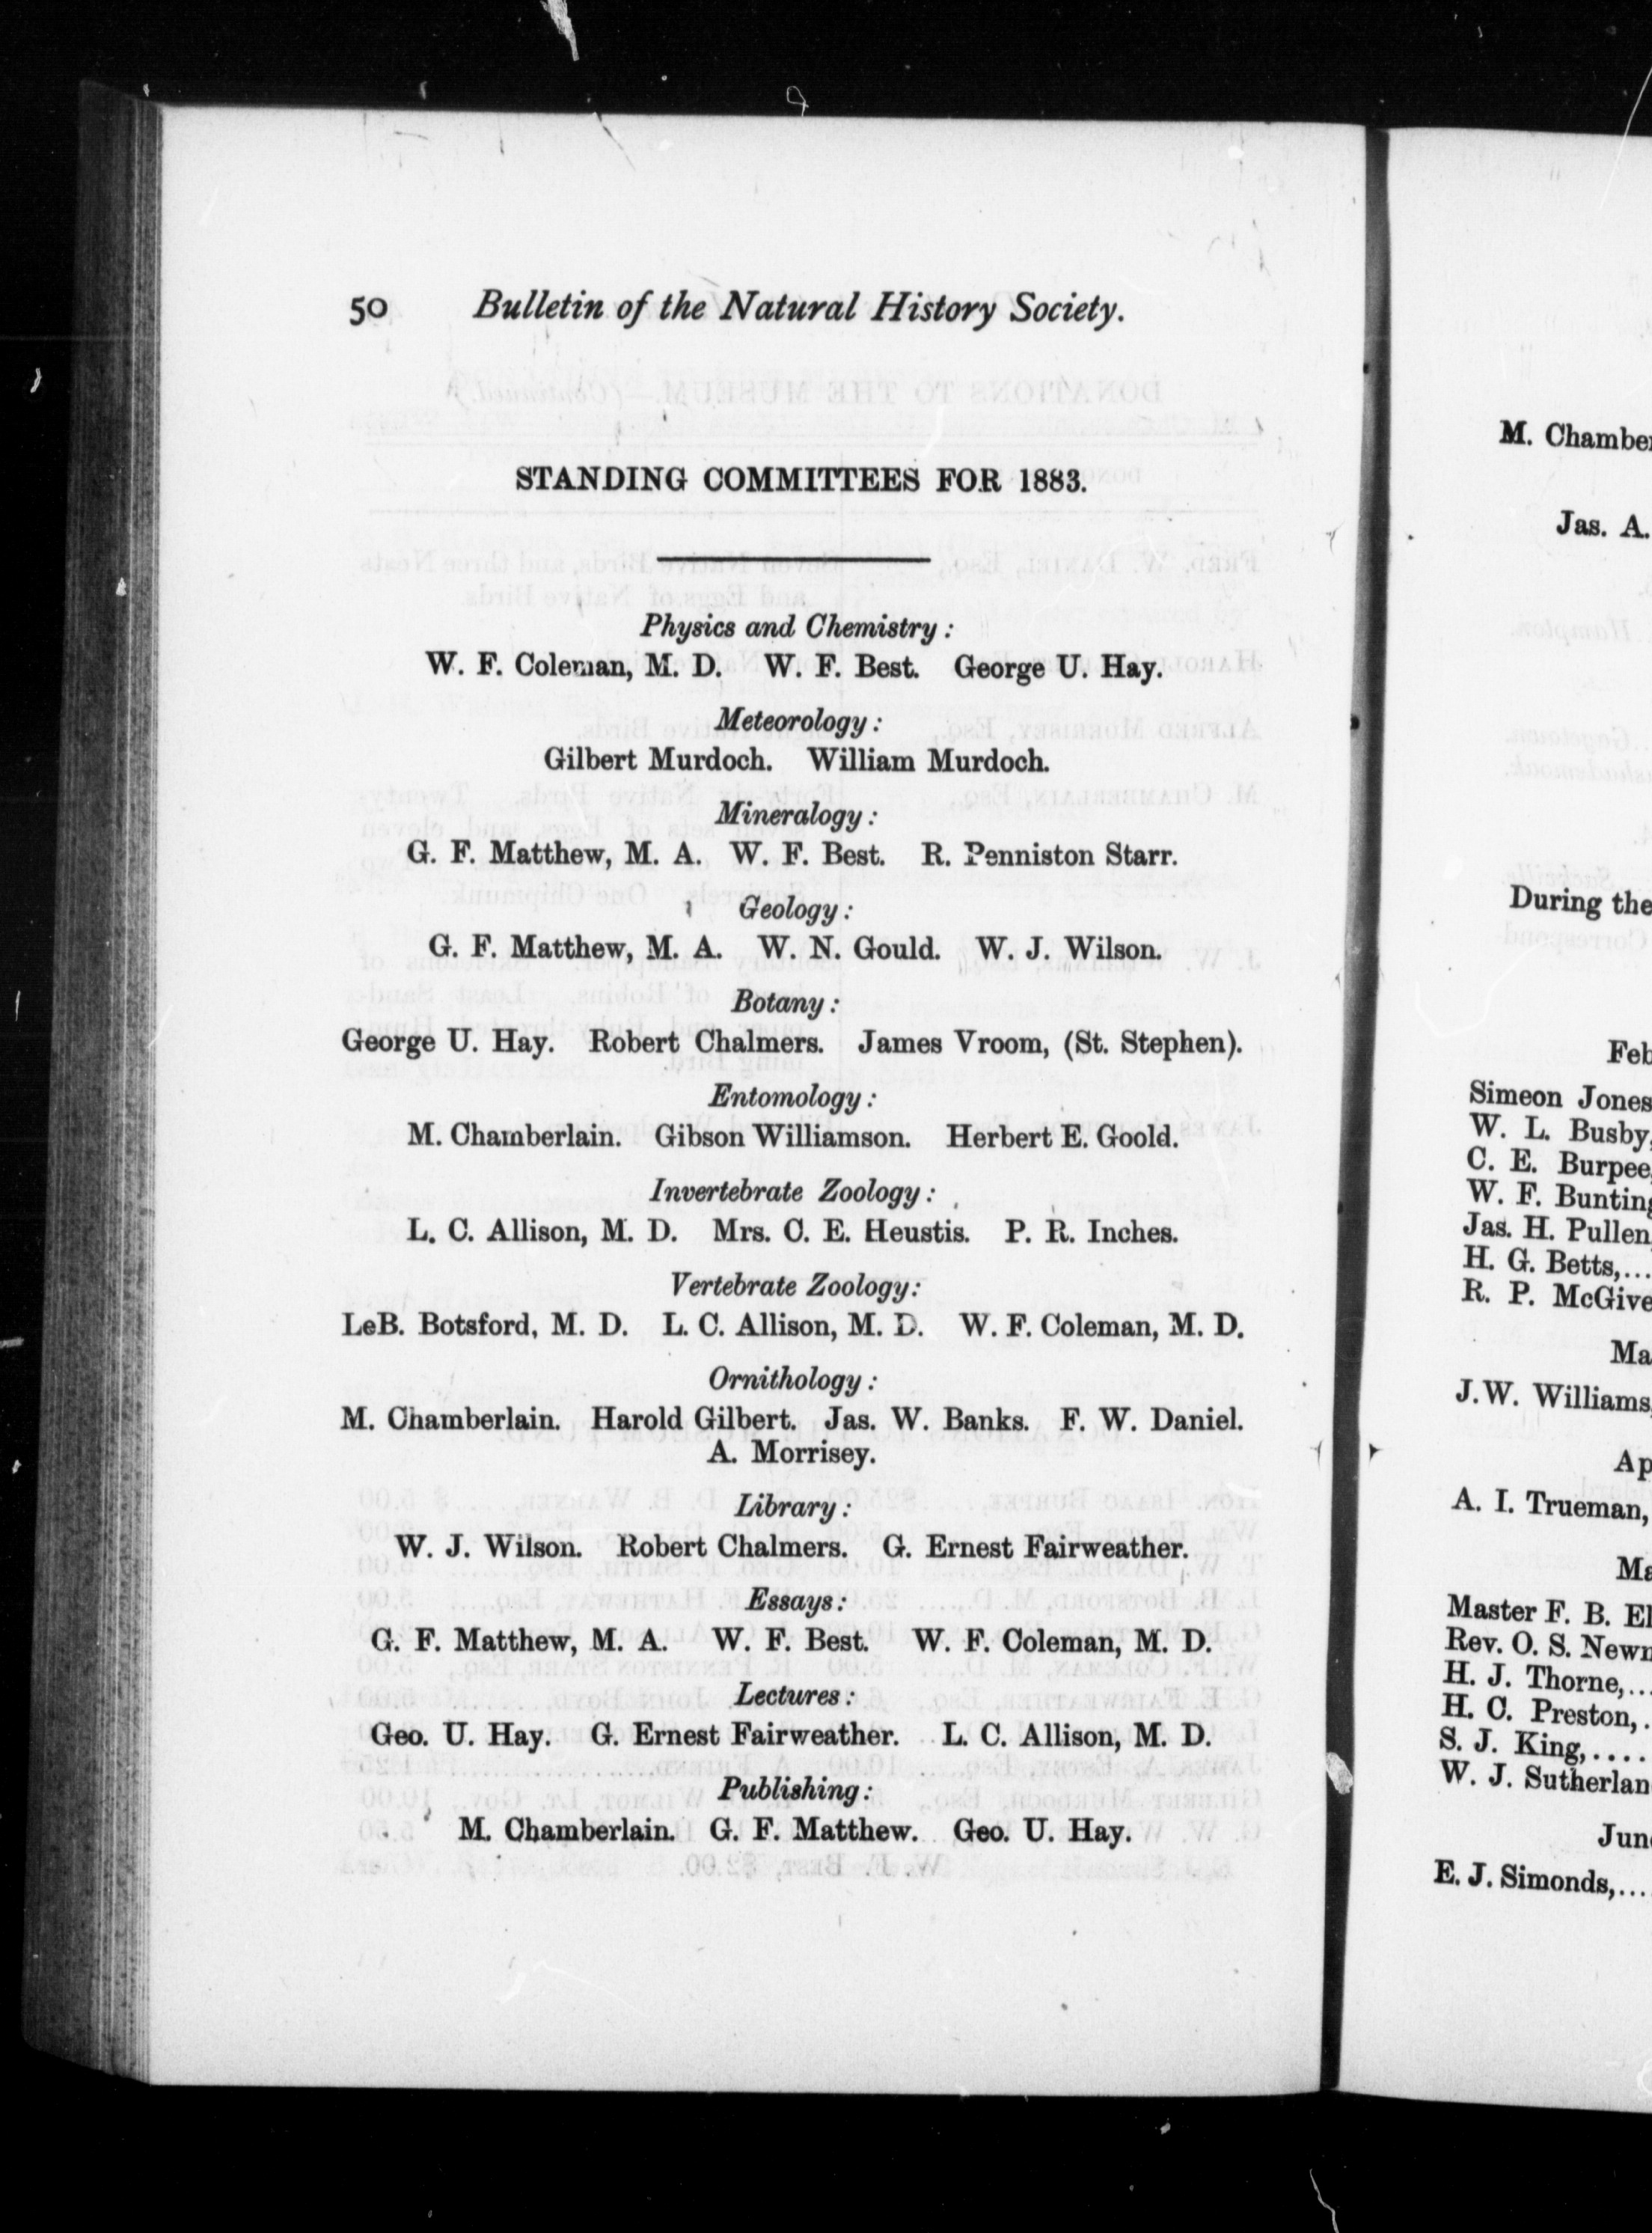 50 Bulletin of the Natural History Society.
STANDING COMMITTEES FOR 1883.
Physics and Chemistry :
W. F. Coleman, M. D. W. F. Best. George U. Hay.
Meteorology :
Gilbert Murdoch. William Murdoch.
Mineralogy :
G. F. Matthew, M. A. W. F. Best. R. Penniston Starr.
Geology :
G. F. Matthew, M. A. W. N. Gould. W. J. Wilson.
Botany :
George U. Hay. Robert Chalmers. James Vroom, (St. Stephen).
Entomology :
M. Chamberlain. Gibson Williamson. Herbert E. Goold.
Invertebrate Zoology :
L. C. Allison, M. D. Mrs. C. E. Heustis. P. R. Inches.
Vertebrate Zoology :
LeB. Botsford, M. D. L. C. Allison, M. D. W. F. Coleman, M. D.
Ornithology :
M. Chamberlain. Harold Gilbert. Jas. W. Banks. F. W. Daniel.
A. Morrisey.
Library :
W. J. Wilson. Robert Chalmers. G. Ernest Fairweather.
Essays :
G. F. Matthew, M. A. W. F. Best. W. F. Coleman, M. D.
Lectures :
Geo. U. Hay. G. Ernest Fairweather. L. C. Allison, M. D.
Publishing :
M. Chamberlain. G. F. Matthew. Geo. U. Hay.
M. Chamber
Jas. A.
During the
Feb
Simeon Jones
W. L. Busby,
C. E. Burpee
W. F. Bunting
Jas. H. Pullen
H. G. Betts,...
R. P. McGive
Ma
J. W. Williams
Ap
A. I. Trueman,
Ma
Master F. B. El
Rev. O. S. Newn
H. J. Thorne,...
H. C. Preston,.
S. J. King,....
W. J. Sutherlan
Jun
E. J. Simonds,...